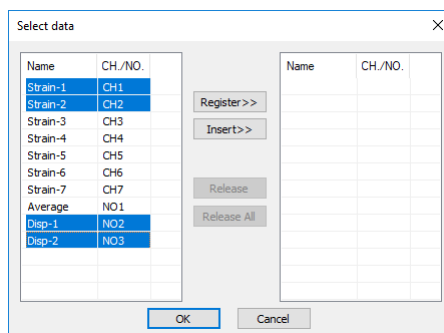 Select data
Name CH./NO.
Strain-1 CH1
Strain-2 CH2
Strain-3 CH3
Strain-4 CH4
Strain-5 CH5
Strain-6 CH6
Strain-7 CH7
Average NO1
Disp-1 NO2
Disp-2 NO3
Register>>
Insert>>
Release
Release All
Name CH./NO.
OK Cancel